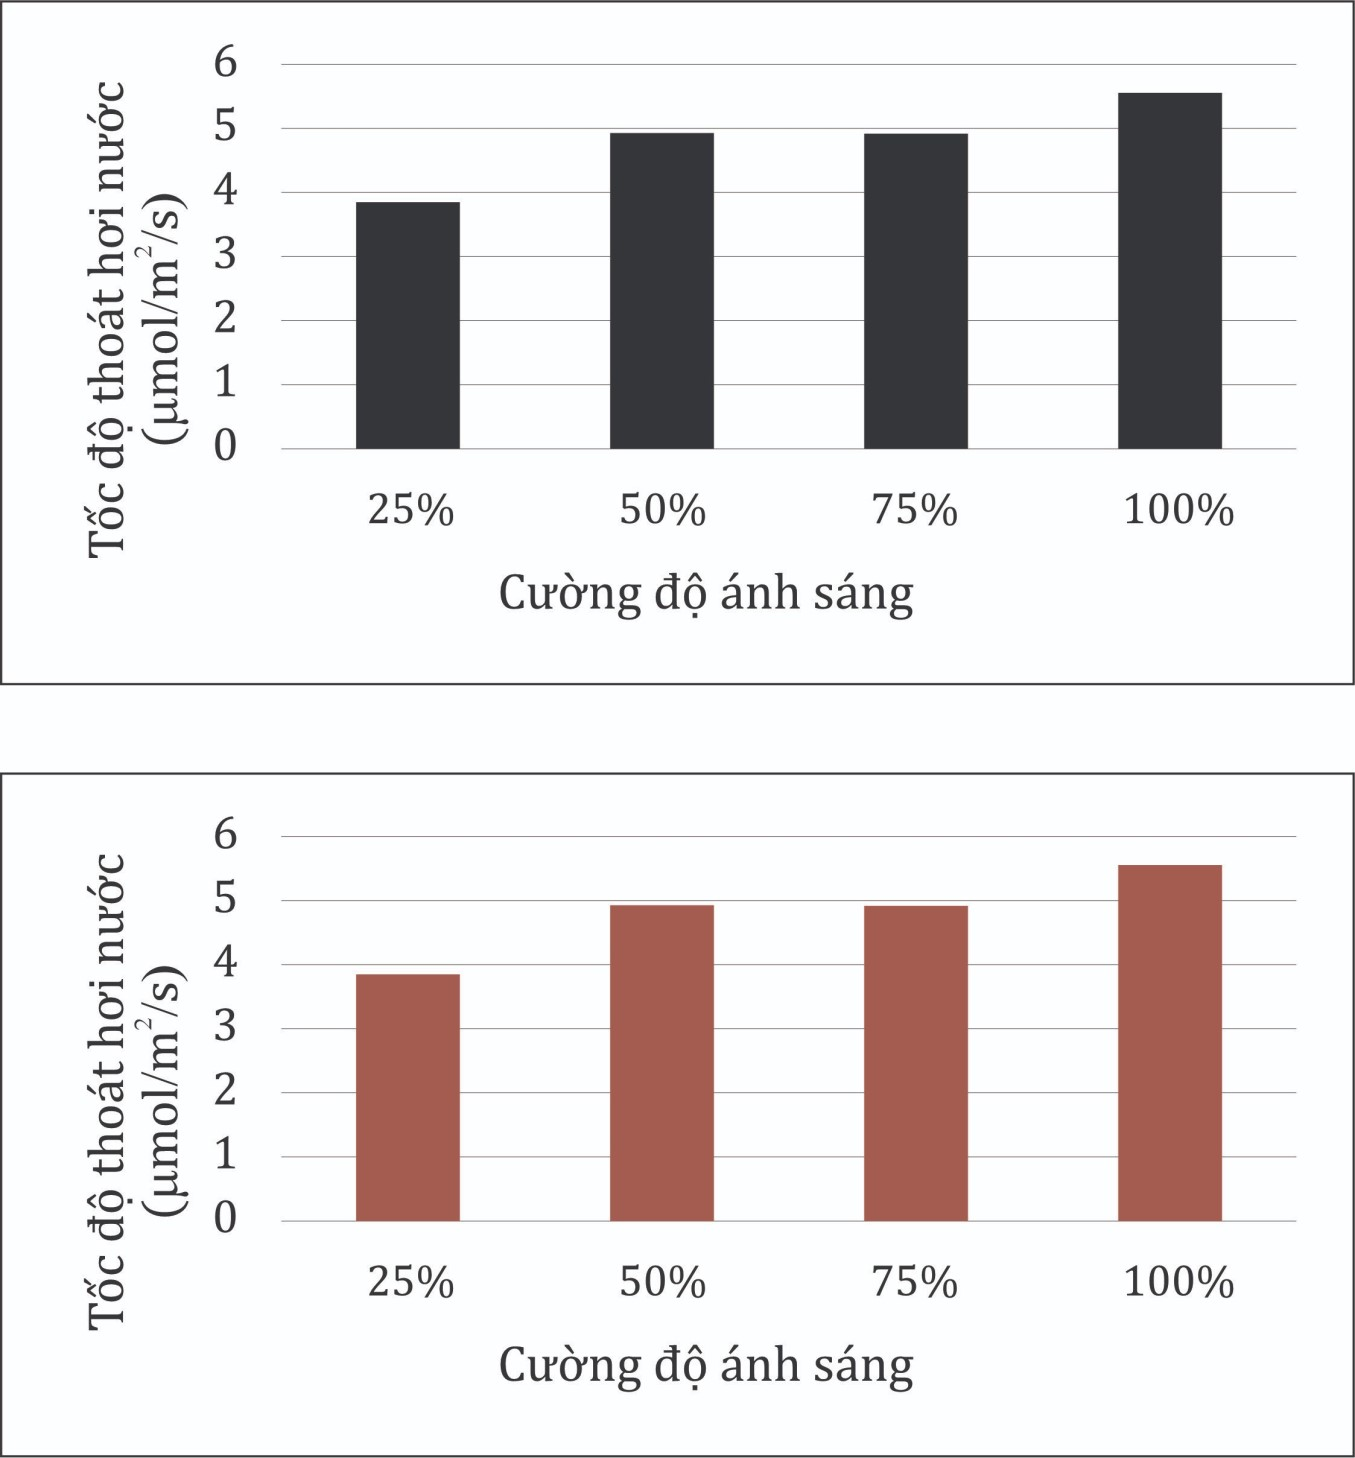 Tốc độ thoát hơi nước
(μmol/m²/s)
6
5
4
3
2
1
0
25% 50% 75% 100%
Cường độ ánh sáng
Tốc độ thoát hơi nước
(μmol/m²/s)
6
5
4
3
2
1
0
25% 50% 75% 100%
Cường độ ánh sáng